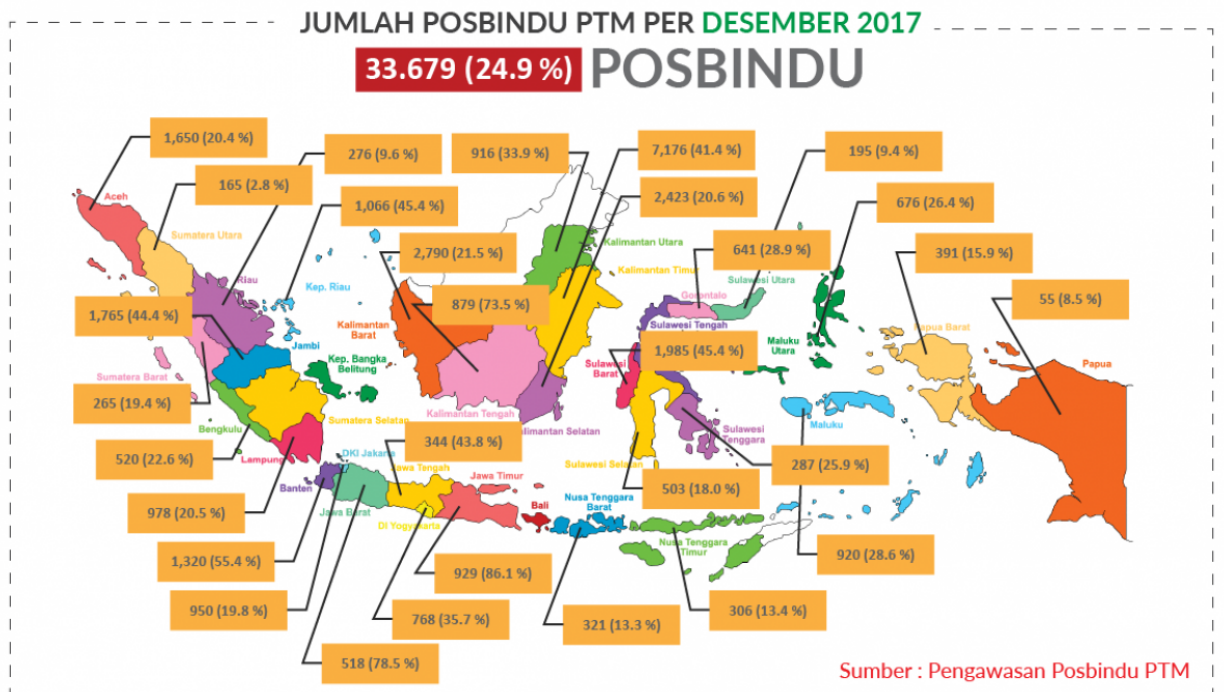 JUMLAH POSBINDU PTM PER DESEMBER 2017
33.679 (24.9 %) POSBINDU
1,650 (20.4 %)
276 (9.6 %)
916 (33.9 %)
7,176 (41.4 %)
195 (9.4 %)
165 (2.8 %)
Aceh
1,066 (45.4 %)
2,423 (20.6 %)
676 (26.4 %)
Sumatera Utara
2,790 (21.5 %)
Kalimantan Utara
641 (28.9 %)
391 (15.9 %)
Riau
Kep. Riau
Kalimantan Timur
Sulawesi Utara
55 (8.5 %)
1,765 (44.4 %)
879 (73.5 %)
Gorontalo
Kalimantan
Barat
Sulawesi Tengah
Papua Barat
Jambi
Kep. Bangka
Belitung
1,985 (45.4 %)
Maluku
Utara
Sumatera Barat
Sulawesi
Barat
Papua
265 (19.4 %)
Kalimantan Tengah
Bengkulu
Sumatera Selatan
344 (43.8 %)
Kalimantan Selatan
Sulawesi
Tenggara
Maluku
520 (22.6 %)
Lampung
DKI Jakarta
Jawa Tengah
Sulawesi Selatan
287 (25.9 %)
Banten
Jawa Timur
503 (18.0 %)
978 (20.5 %)
Jawa Barat
DI Yogyakarta
Bali
Nusa Tenggara
Barat
1,320 (55.4 %)
929 (86.1 %)
Nusa Tenggara
Timur
920 (28.6 %)
950 (19.8 %)
768 (35.7 %)
321 (13.3 %)
306 (13.4 %)
518 (78.5 %)
Sumber : Pengawasan Posbindu PTM